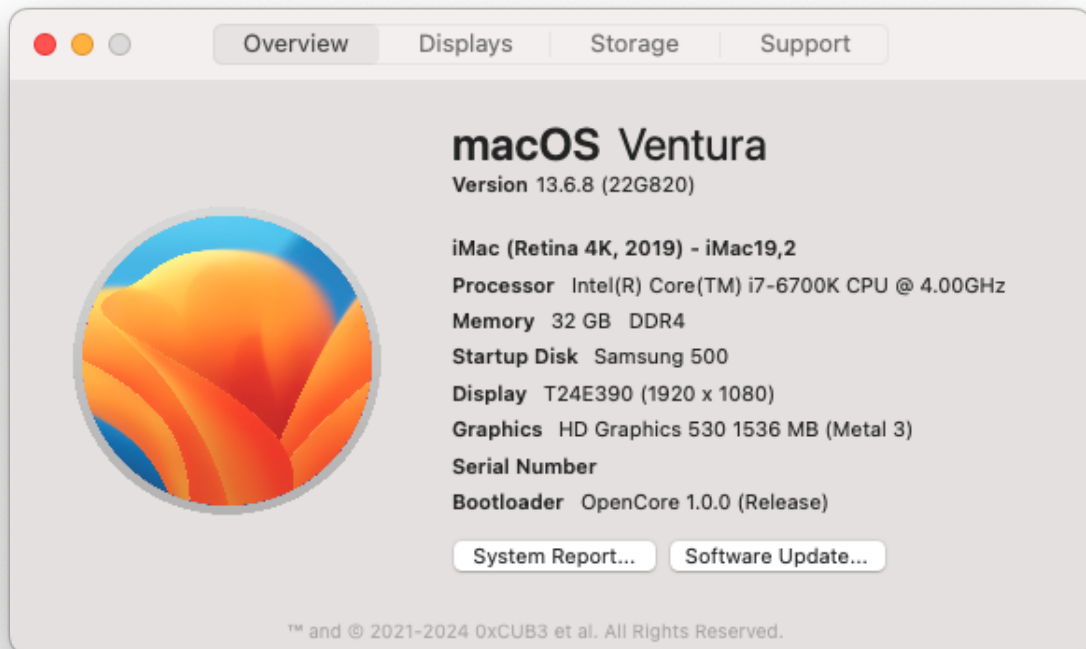 Overview Displays Storage Support
macOS Ventura
Version 13.6.8 (22G820)
iMac (Retina 4K, 2019) - iMac19,2
Processor Intel(R) Core(TM) i7-6700K CPU @ 4.00GHz
Memory 32 GB DDR4
Startup Disk Samsung 500
Display T24E390 (1920 x 1080)
Graphics HD Graphics 530 1536 MB (Metal 3)
Serial Number
Bootloader OpenCore 1.0.0 (Release)
System Report... Software Update...
™ and © 2021-2024 0xCUB3 et al. All Rights Reserved.